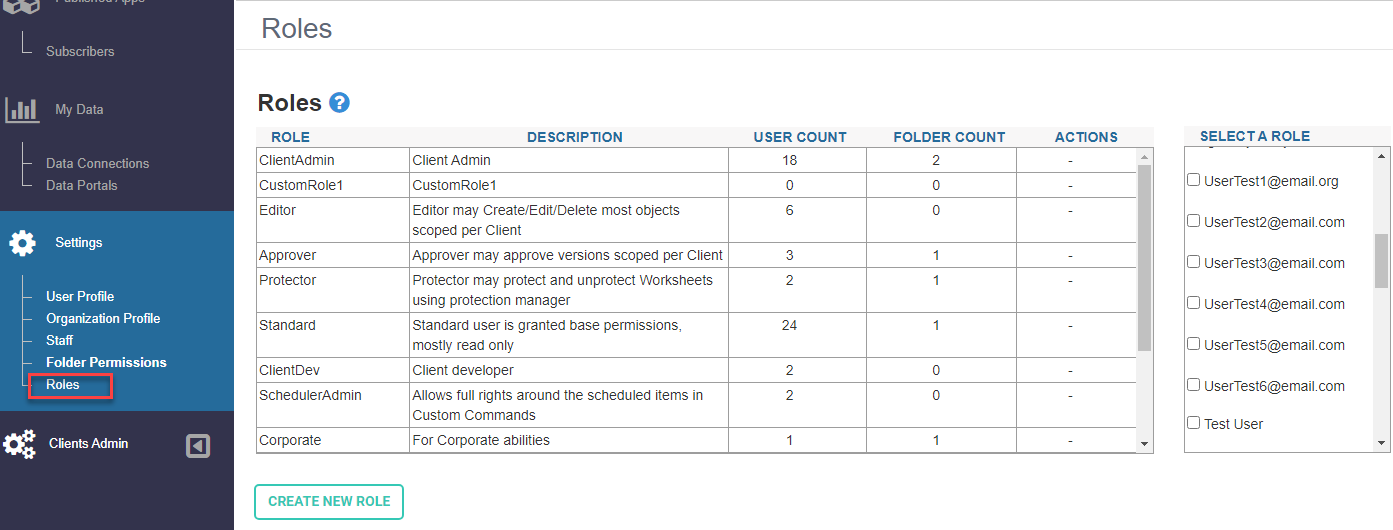 Published Apps
Subscribers
My Data
Data Connections
Data Portals
Settings
User Profile
Organization Profile
Staff
Folder Permissions
Roles
Clients Admin
Roles
Roles ?
ROLE DESCRIPTION USER COUNT FOLDER COUNT ACTIONS
ClientAdmin Client Admin 18 2 -
CustomRole1 CustomRole1 0 0 -
Editor Editor may Create/Edit/Delete most objects 6 0 -
scoped per Client
Approver Approver may approve versions scoped per Client 3 1 -
Protector Protector may protect and unprotect Worksheets 2 1 -
using protection manager
Standard Standard user is granted base permissions, 24 1 -
mostly read only
ClientDev Client developer 2 0 -
SchedulerAdmin Allows full rights around the scheduled items in 2 0 -
Custom Commands
Corporate For Corporate abilities 1 1 -
CREATE NEW ROLE
SELECT A ROLE
UserTest1@email.org
UserTest2@email.com
UserTest3@email.com
UserTest4@email.com
UserTest5@email.com
UserTest6@email.com
Test User